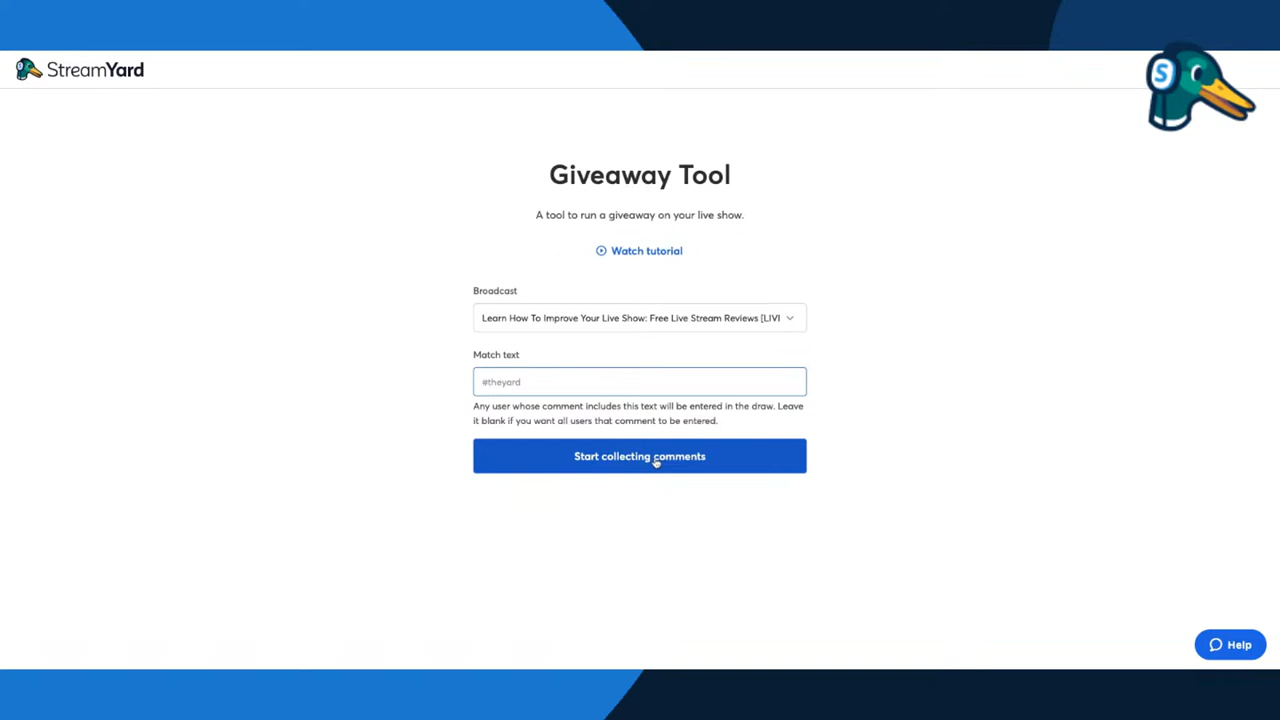 StreamYard
S
Giveaway Tool
A tool to run a giveaway on your live show.
Watch tutorial
Broadcast
Learn How To Improve Your Live Show: Free Live Stream Reviews [LIVI
Match text
#theyard
Any user whose comment includes this text will be entered in the draw. Leave
it blank if you want all users that comment to be entered.
Start collecting comments
Help